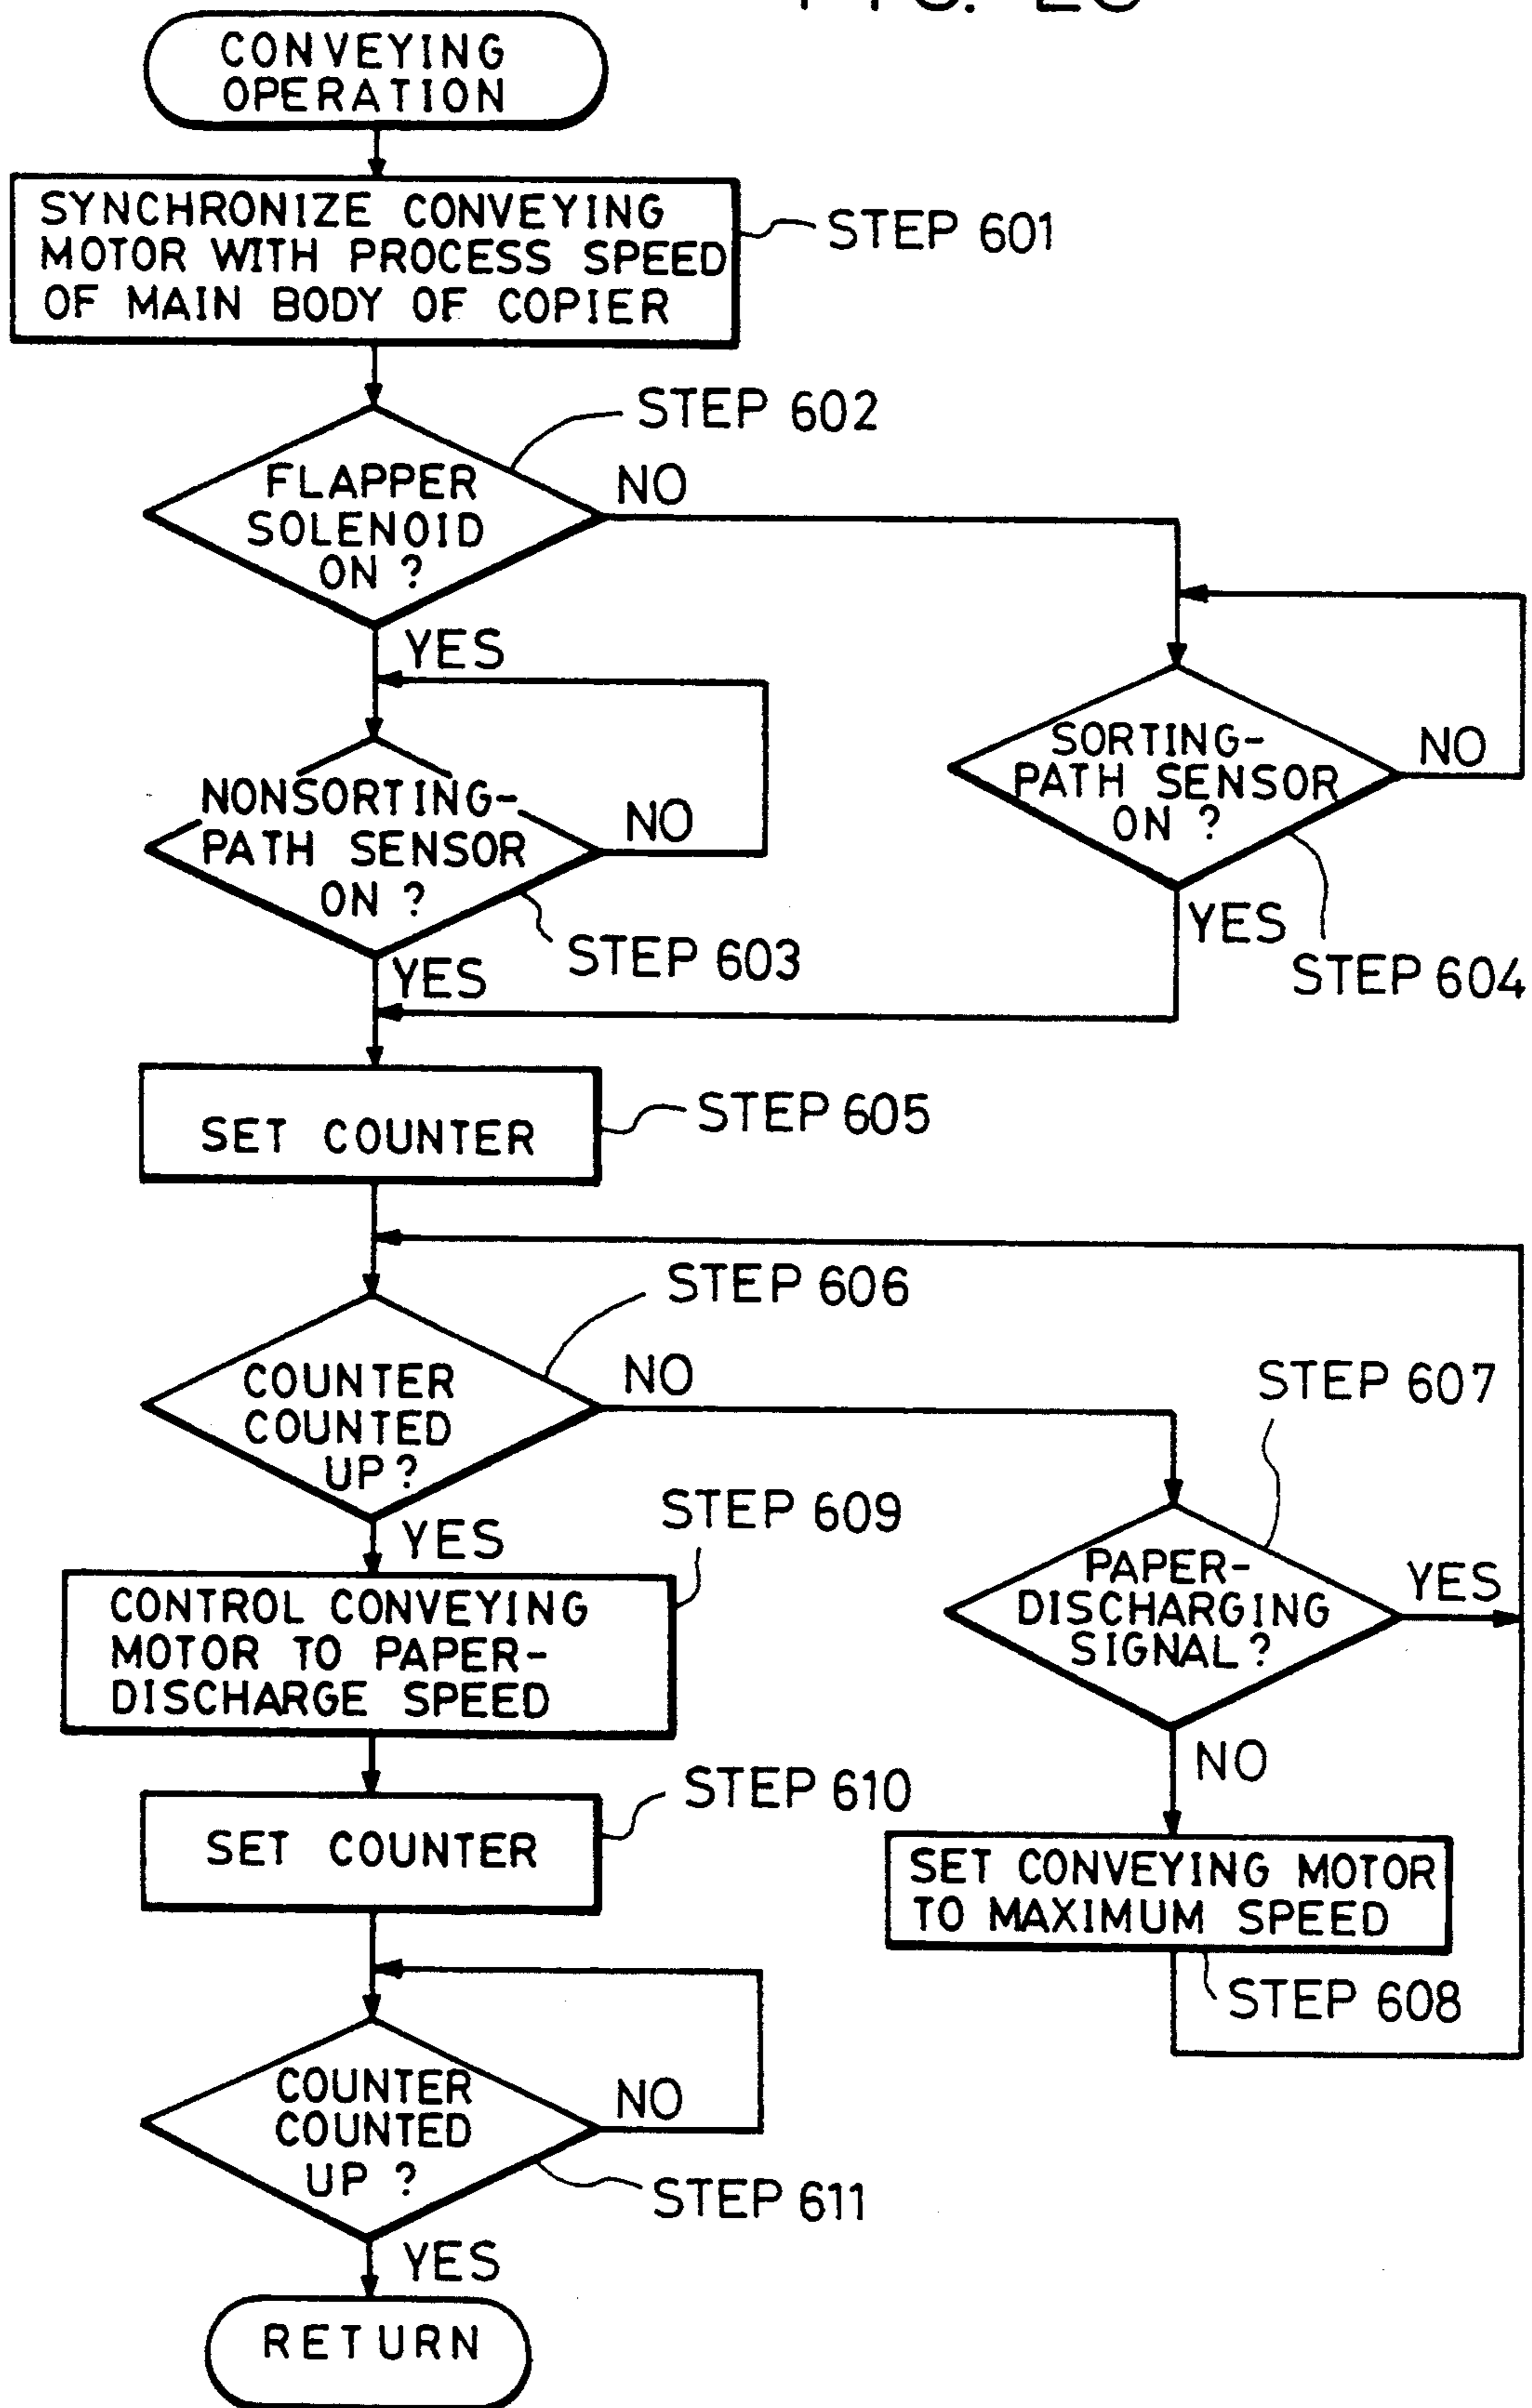 CONVEYING
OPERATION
SYNCHRONIZE CONVEYING
MOTOR WITH PROCESS SPEED
OF MAIN BODY OF COPIER
STEP 601
STEP 602
FLAPPER
SOLENOID
ON ?
NO
YES
NONSORTING-
PATH SENSOR
ON ?
NO
STEP 603
YES
SORTING-
PATH SENSOR
ON ?
NO
YES
STEP 604
SET COUNTER
STEP 605
STEP 606
COUNTER
COUNTED
UP ?
NO
YES
STEP 607
PAPER-
DISCHARGING
SIGNAL ?
YES
NO
SET CONVEYING MOTOR
TO MAXIMUM SPEED
STEP 608
STEP 609
CONTROL CONVEYING
MOTOR TO PAPER-
DISCHARGE SPEED
SET COUNTER
STEP 610
COUNTER
COUNTED
UP ?
NO
STEP 611
YES
RETURN